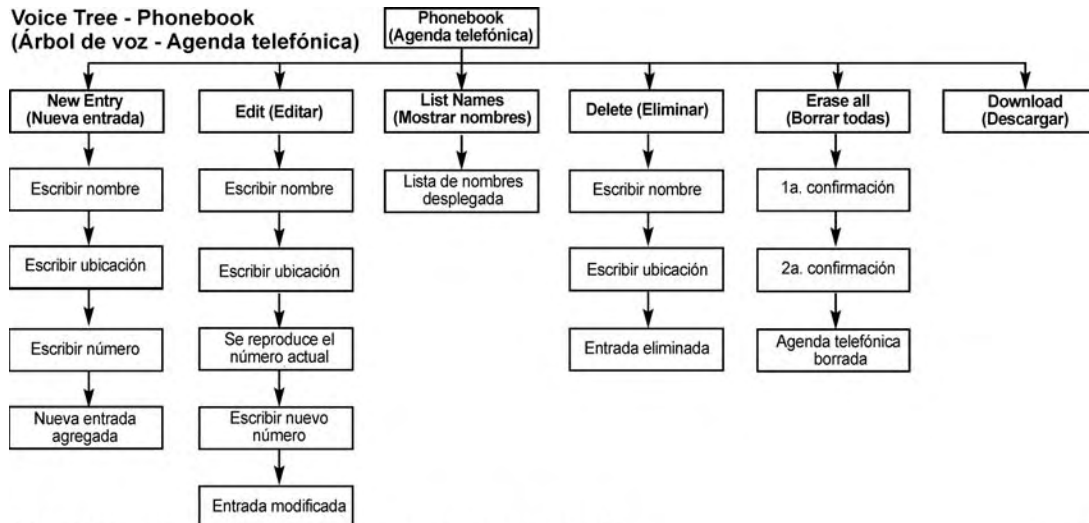 Voice Tree - Phonebook
(Árbol de voz - Agenda telefónica)
Phonebook
(Agenda telefónica)
New Entry
(Nueva entrada)
Escribir nombre
Escribir ubicación
Escribir número
Nueva entrada
agregada
Edit (Editar)
Escribir nombre
Escribir ubicación
Se reproduce el
número actual
Escribir nuevo
número
Entrada modificada
List Names
(Mostrar nombres)
Lista de nombres
desplegada
Delete (Eliminar)
Escribir nombre
Escribir ubicación
Entrada eliminada
Erase all
(Borrar todas)
1a. confirmación
2a. confirmación
Agenda telefónica
borrada
Download
(Descargar)